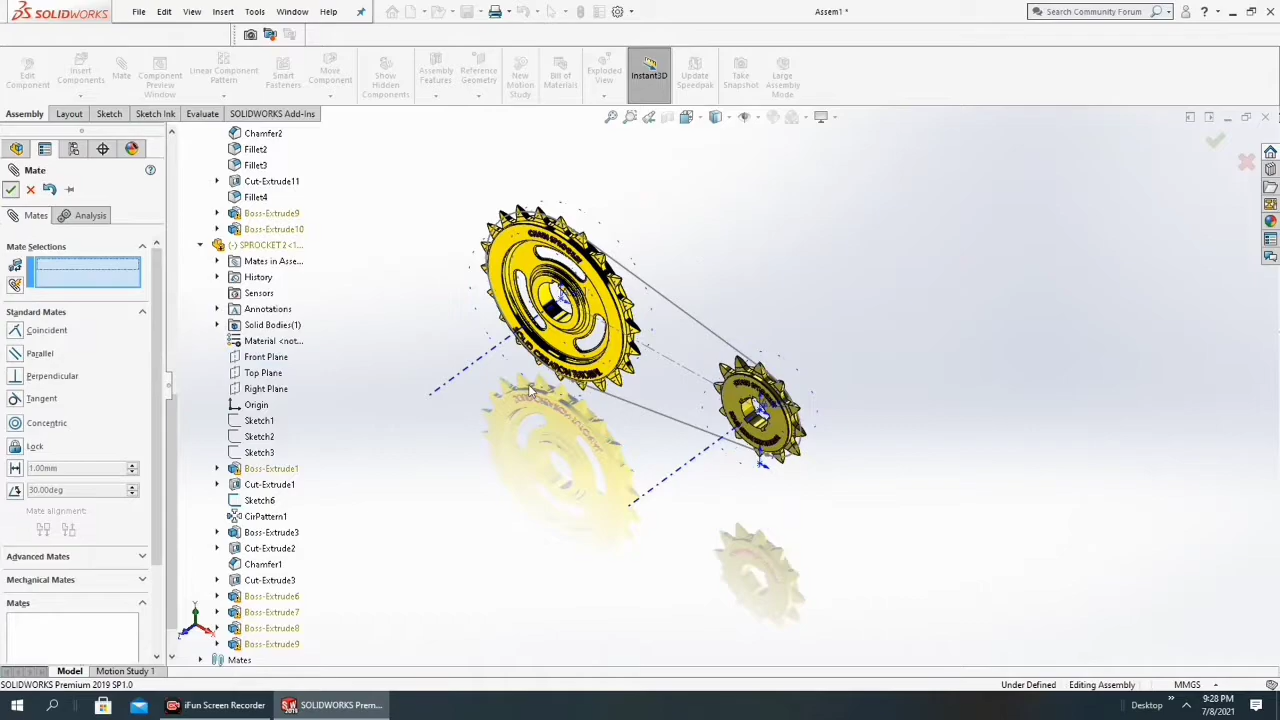 SOLIDWORKS File Edit View Insert Tools Window Help Assem1 * Search Community Forum
Edit Component Insert Components Mate Component Preview Window Linear Component Pattern Smart Fasteners Move Component Show Hidden Components Assembly Features Reference Geometry New Motion Study Bill of Materials Exploded View Instant3D Update Speedpak Take Snapshot Large Assembly Mode
Assembly Layout Sketch Sketch Ink Evaluate SOLIDWORKS Add-Ins
Mate
Mates Analysis
Mate Selections
Standard Mates
Coincident
Parallel
Perpendicular
Tangent
Concentric
Lock
1.00mm
30.00deg
Mate alignment:
Advanced Mates
Mechanical Mates
Mates
Chamfer2
Fillet2
Fillet3
Cut-Extrude11
Fillet4
Boss-Extrude9
Boss-Extrude10
(-) SPROCKET 2 <1...
Mates in Asse...
History
Sensors
Annotations
Solid Bodies(1)
Material <not...
Front Plane
Top Plane
Right Plane
Origin
Sketch1
Sketch2
Sketch3
Boss-Extrude1
Cut-Extrude1
Sketch6
CirPattern1
Boss-Extrude3
Cut-Extrude2
Chamfer1
Cut-Extrude3
Boss-Extrude6
Boss-Extrude7
Boss-Extrude8
Boss-Extrude9
Mates
CHAIN SPROCKET
Model Motion Study 1
SOLIDWORKS Premium 2019 SP1.0 Under Defined Editing Assembly MMGS
iFun Screen Recorder SOLIDWORKS Prem... Desktop 9:28 PM
7/8/2021